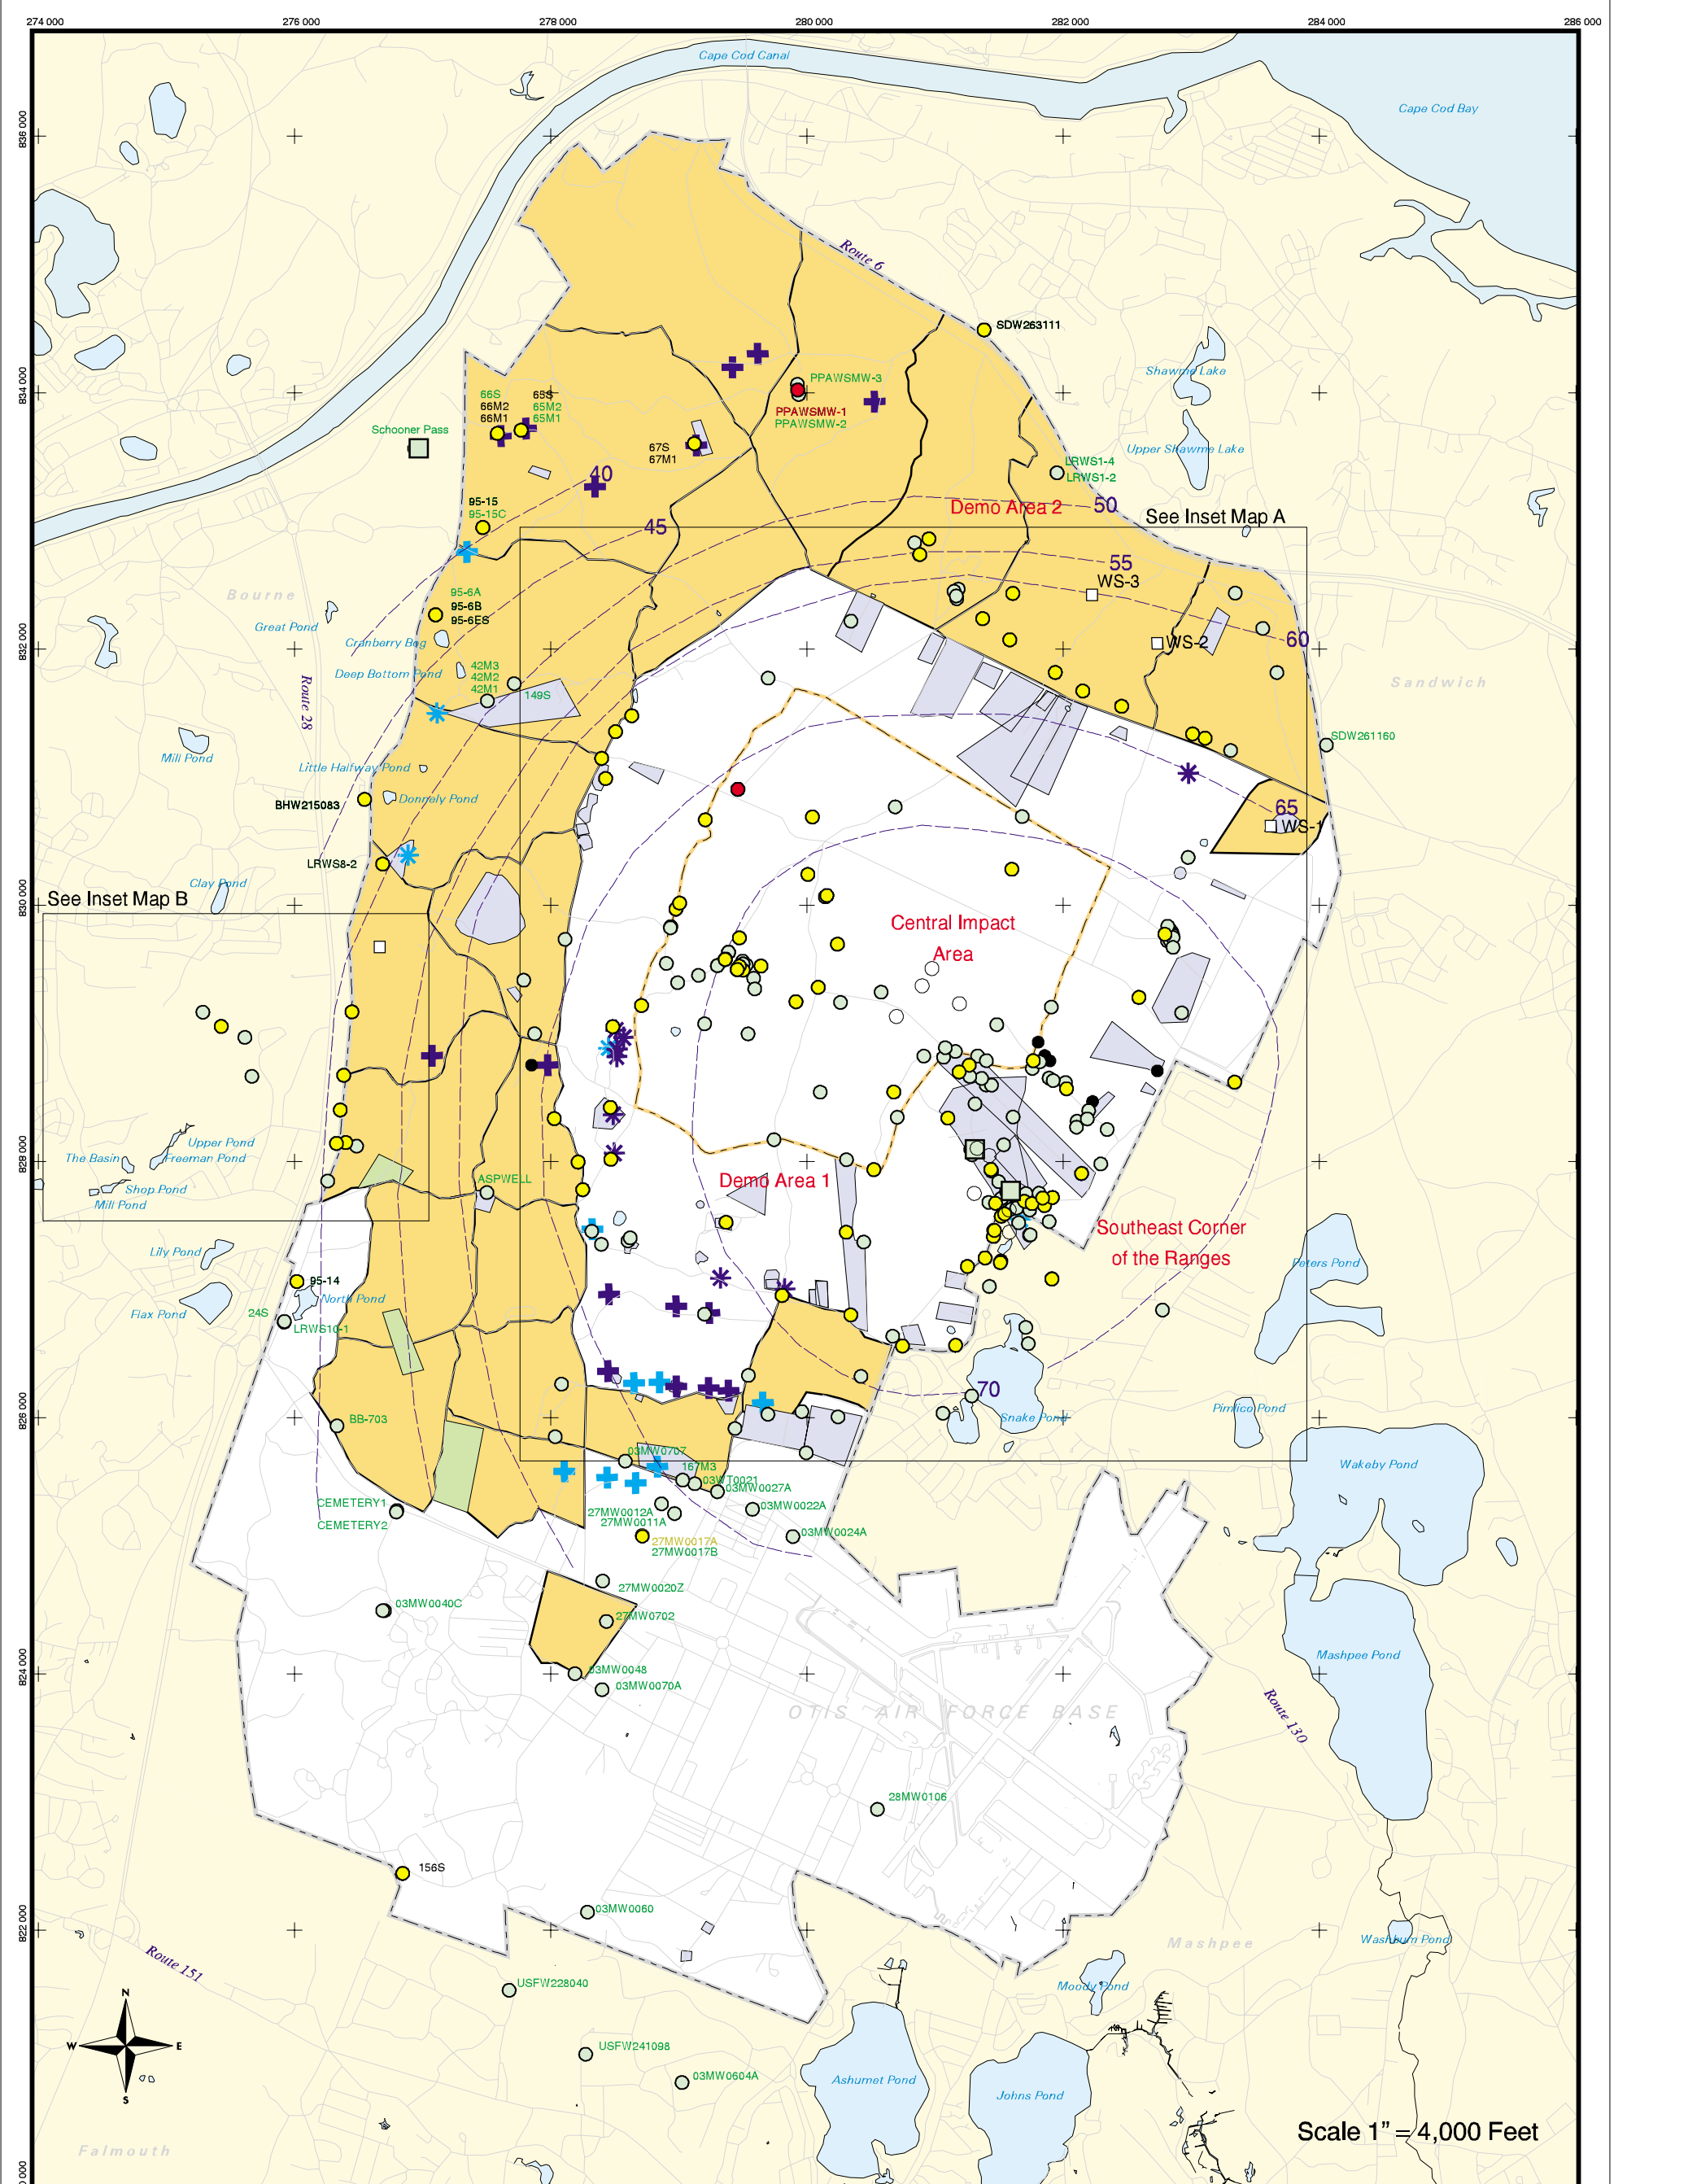 274 000
276 000
278 000
280 000
282 000
284 000
286 000
Cape Cod Canal
Cape Cod Bay
836 000
Route 6
SDW263111
Shawme Lake
834 000
PPAWSMW-3
66S
66M2
66M1
65S
65M2
65M1
PPAWSMW-1
PPAWSMW-2
Schooner Pass
67S
67M1
Upper Shawme Lake
LRWS1-4
LRWS1-2
40
95-15
95-15C
45
Demo Area 2
50
See Inset Map A
55
WS-3
95-6A
95-6B
95-6ES
Bourne
Great Pond
Cranberry Bog
832 000
WS-2
60
Deep Bottom Pond
42M3
42M2
42M1
149S
Sandwich
Route 28
SDW261160
Mill Pond
Little Halfway Pond
BHW215083
Donnely Pond
65
WS-1
LRWS8-2
Clay Pond
See Inset Map B
830 000
Central Impact
Area
828 000
Upper Pond
The Basin
Freeman Pond
Shop Pond
Mill Pond
ASPWELL
Demo Area 1
Southeast Corner
of the Ranges
Lily Pond
Peters Pond
95-14
North Pond
Flax Pond
24S
LRWS10-1
70
826 000
BB-703
Snake Pond
Pimlico Pond
03MW0707
167M3
Wakeby Pond
03WT0021
03MW0027A
CEMETERY1
CEMETERY2
27MW0012A
27MW0011A
03MW0022A
03MW0024A
27MW0017A
27MW0017B
27MW0020Z
03MW0040C
27MW0702
Mashpee Pond
824 000
03MW0048
03MW0070A
OTIS AIR FORCE BASE
Route 130
28MW0106
156S
822 000
03MW0060
Mashpee
Washburn Pond
Route 151
USFW228040
Moody Pond
N
W
E
S
USFW241098
03MW0604A
Ashumet Pond
Johns Pond
Scale 1" = 4,000 Feet
Falmouth